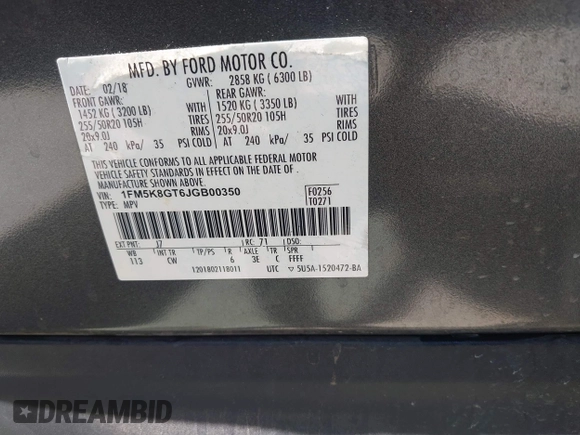 MFD. BY FORD MOTOR CO.
DATE: 02/18 GVWR: 2858 KG ( 6300 LB)
FRONT GAWR: REAR GAWR:
1452 KG ( 3200 LB) WITH 1520 KG ( 3350 LB) WITH
255/50R20 105H TIRES 255/50R20 105H TIRES
20x9.0J RIMS 20x9.0J RIMS
AT 240 kPa/ 35 PSI COLD AT 240 kPa/ 35 PSI COLD
THIS VEHICLE CONFORMS TO ALL APPLICABLE FEDERAL MOTOR
VEHICLE SAFETY STANDARDS IN EFFECT ON THE DATE OF
MANUFACTURE SHOWN ABOVE.
VIN: 1FM5K8GT6JGB00350 F0256
TYPE: MPV T0271
EXT PNT: J7 RC: 71 DSO:
WB INT TR TP/PS R AXLE TR SPR
113 CW 6 3E C FFFF
1201802118011 UTC 5U5A-1520472-BA
DREAMBID